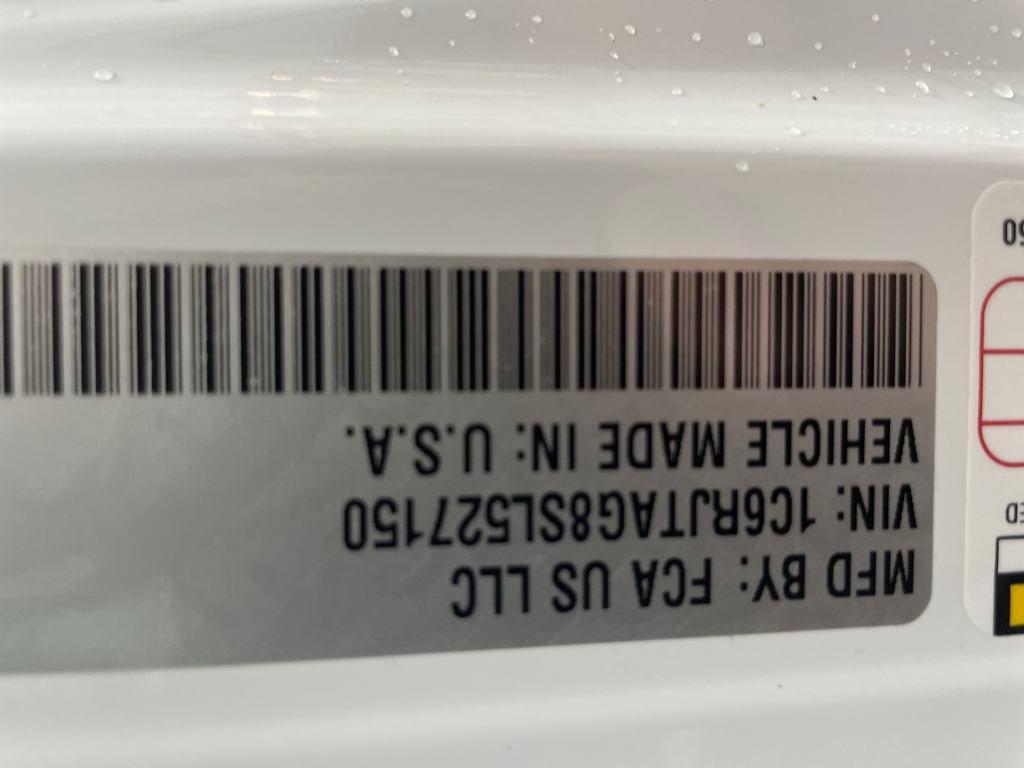 MFD BY: FCA US LLC
VIN: 1C6RJTAG8SL527150
VEHICLE MADE IN: U.S.A.